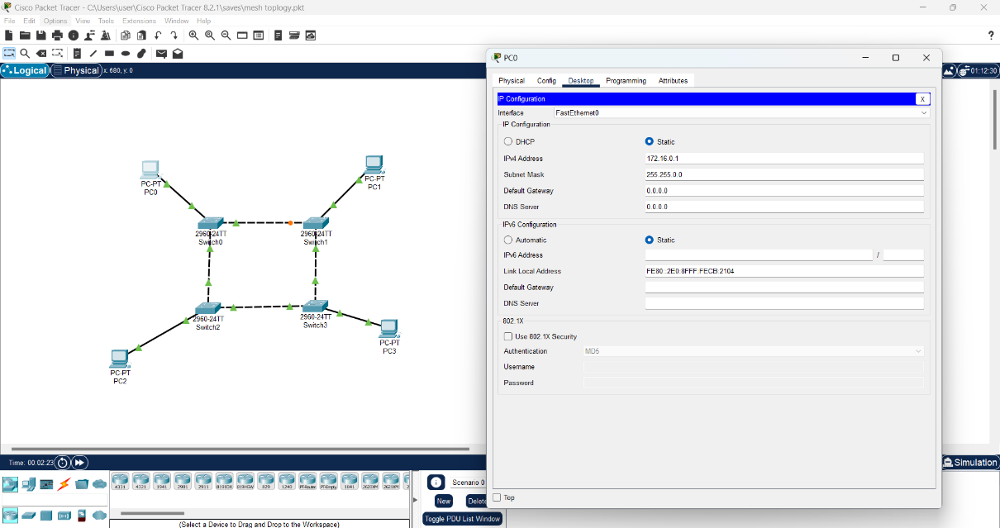 Cisco Packet Tracer - C:\Users\user\Cisco Packet Tracer 8.2.1\saves\mesh toplogy.pkt
File Edit Options View Tools Extensions Window Help
?
Logical Physical x: 680, y: 0
01:12:30
PC0
Physical Config Desktop Programming Attributes
IP Configuration X
Interface FastEthernet0
IP Configuration
DHCP Static
IPv4 Address 172.16.0.1
Subnet Mask 255.255.0.0
Default Gateway 0.0.0.0
DNS Server 0.0.0.0
IPv6 Configuration
Automatic Static
IPv6 Address /
Link Local Address FE80::2E0:8FFF:FECB:2104
Default Gateway
DNS Server
802.1X
Use 802.1X Security
Authentication MD5
Username
Password
Top
PC-PT
PC0
PC-PT
PC1
2960-24TT
Switch0
2960-24TT
Switch1
2960-24TT
Switch2
2960-24TT
Switch3
PC-PT
PC2
PC-PT
PC3
Time: 00:02:23
Simulation
4331 4321 1941 2901 2911 819IOX 819HGW 829 1240 PT-Router PT-Empty 1841 2620XM 2621XM 2
(Select a Device to Drag and Drop to the Workspace)
Scenario 0
New Delete
Toggle PDU List Window